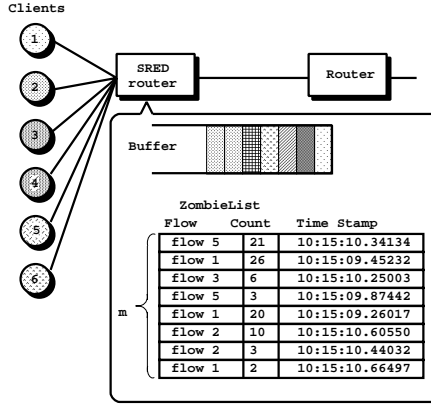 Clients
1
2
3
4
5
6
SRED
router
Router
Buffer
ZombieList
Flow Count Time Stamp
flow 5 21 10:15:10.34134
flow 1 26 10:15:09.45232
flow 3 6 10:15:10.25003
flow 5 3 10:15:09.87442
flow 1 20 10:15:09.26017
flow 2 10 10:15:10.60550
flow 2 3 10:15:10.44032
flow 1 2 10:15:10.66497
m